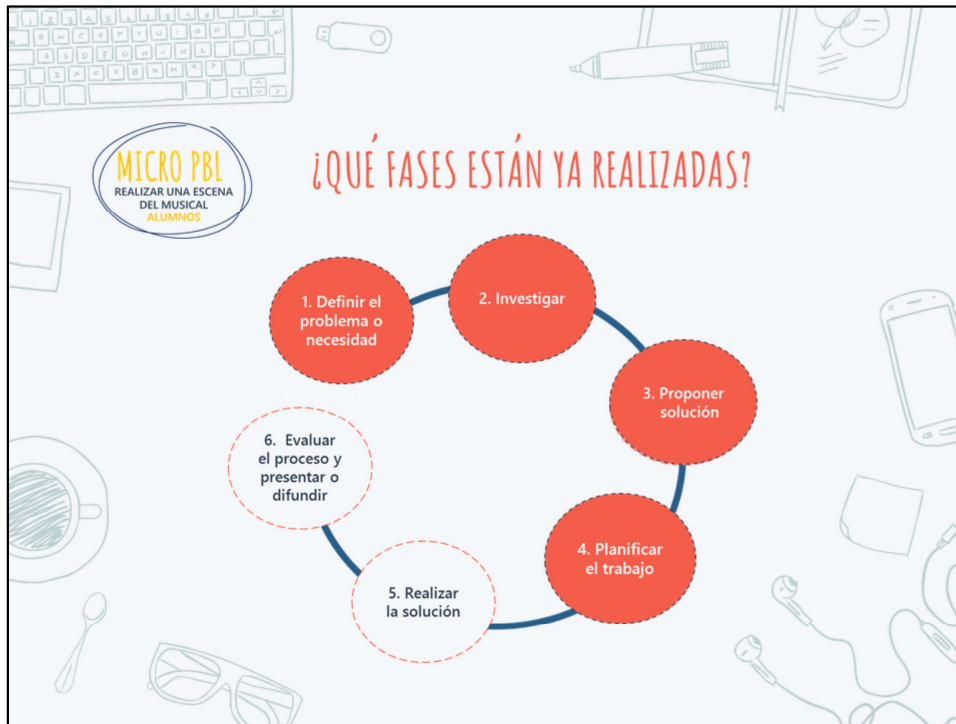 MICRO PBL
REALIZAR UNA ESCENA
DEL MUSICAL
ALUMNOS
¿QUÉ FASES ESTÁN YA REALIZADAS?
1. Definir el
problema o
necesidad
2. Investigar
3. Proponer
solución
4. Planificar
el trabajo
5. Realizar
la solución
6. Evaluar
el proceso y
presentar o
difundir